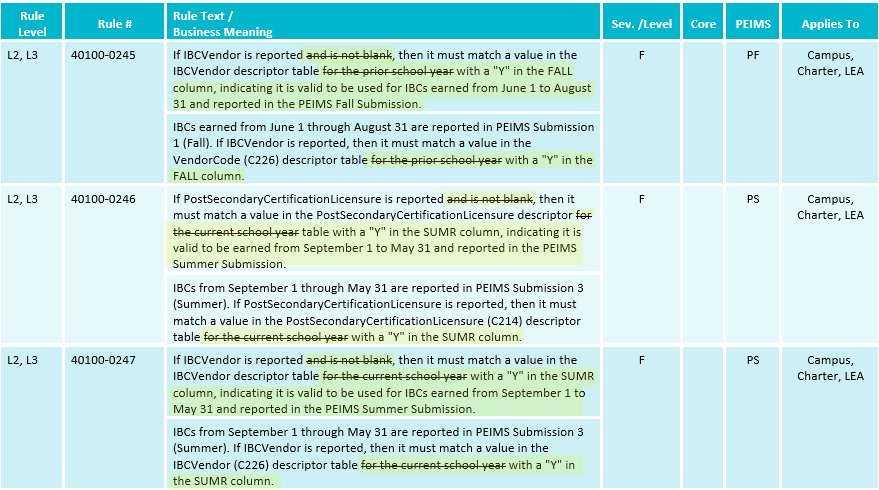 Rule Level
Rule #
Rule Text /
Business Meaning
Sev. /Level
Core
PEIMS
Applies To
L2, L3
40100-0245
If IBCVendor is reported and is not blank, then it must match a value in the
IBCVendor descriptor table for the prior school year with a "Y" in the FALL
column, indicating it is valid to be used for IBCs earned from June 1 to August
31 and reported in the PEIMS Fall Submission.
F
PF
Campus,
Charter, LEA
IBCs earned from June 1 through August 31 are reported in PEIMS Submission
1 (Fall). If IBCVendor is reported, then it must match a value in the
VendorCode (C226) descriptor table for the prior school year with a "Y" in the
FALL column.
L2, L3
40100-0246
If PostSecondaryCertificationLicensure is reported and is not blank, then it
must match a value in the PostSecondaryCertificationLicensure descriptor for
the current school year table with a "Y" in the SUMR column, indicating it is
valid to be earned from September 1 to May 31 and reported in the PEIMS
Summer Submission.
F
PS
Campus,
Charter, LEA
IBCs from September 1 through May 31 are reported in PEIMS Submission 3
(Summer). If PostSecondaryCertificationLicensure is reported, then it must
match a value in the PostSecondaryCertificationLicensure (C214) descriptor
table for the current school year with a "Y" in the SUMR column.
L2, L3
40100-0247
If IBCVendor is reported and is not blank, then it must match a value in the
IBCVendor descriptor table for the current school year with a "Y" in the SUMR
column, indicating it is valid to be used for IBCs earned from September 1 to
May 31 and reported in the PEIMS Summer Submission.
F
PS
Campus,
Charter, LEA
IBCs from September 1 through May 31 are reported in PEIMS Submission 3
(Summer). If IBCVendor is reported, then it must match a value in the
IBCVendor (C226) descriptor table for the current school year with a "Y" in
the SUMR column.